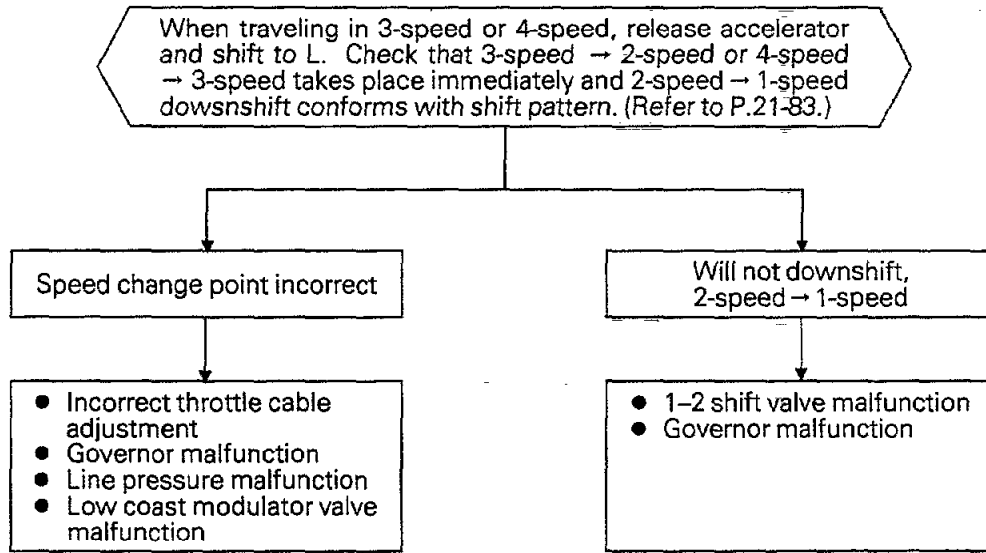 When traveling in 3-speed or 4-speed, release accelerator
and shift to L. Check that 3-speed → 2-speed or 4-speed
→ 3-speed takes place immediately and 2-speed → 1-speed
dowsnshift conforms with shift pattern. (Refer to P.21-83.)
Speed change point incorrect
Will not downshift,
2-speed → 1-speed
● Incorrect throttle cable
adjustment
● Governor malfunction
● Line pressure malfunction
● Low coast modulator valve
malfunction
● 1–2 shift valve malfunction
● Governor malfunction